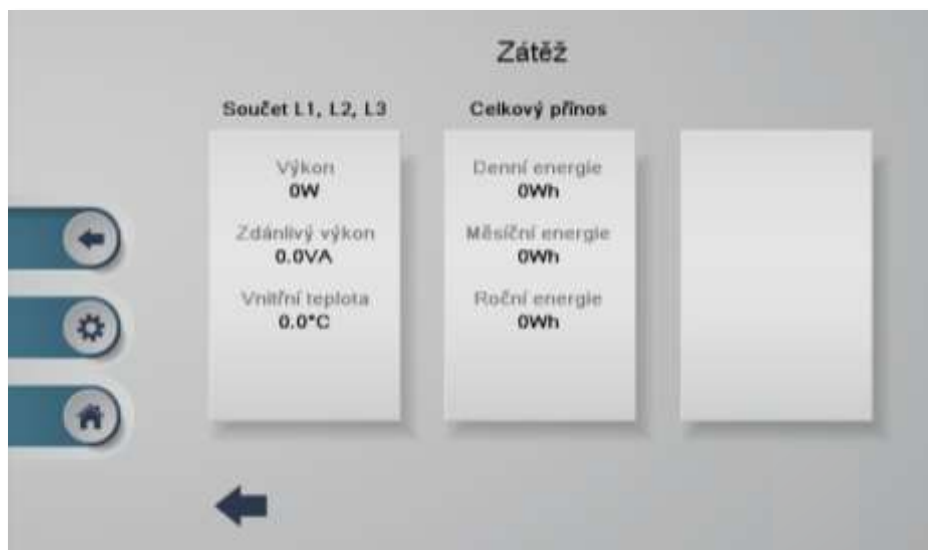 Zátěž
Součet L1, L2, L3
Výkon
0W
Zdánlivý výkon
0.0VA
Vnitřní teplota
0.0°C
Celkový přínos
Denní energie
0Wh
Měsíční energie
0Wh
Roční energie
0Wh